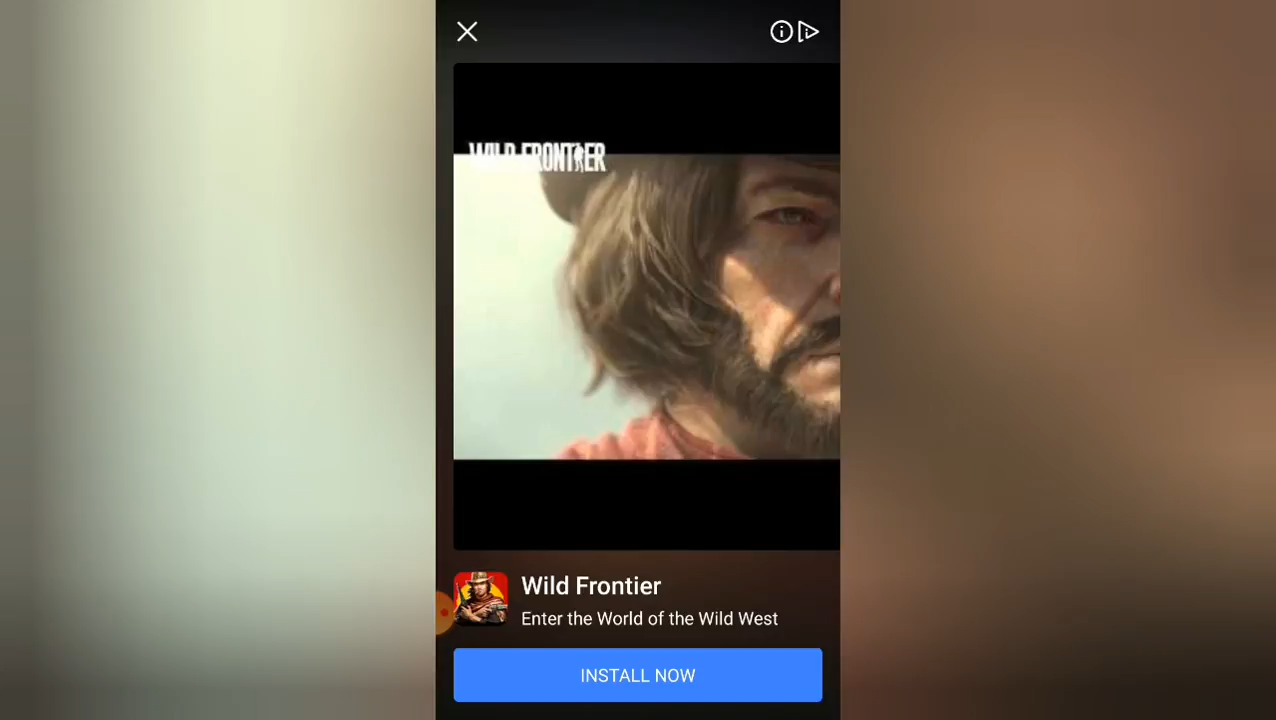 WILD FRONTIER
Wild Frontier
Enter the World of the Wild West
INSTALL NOW